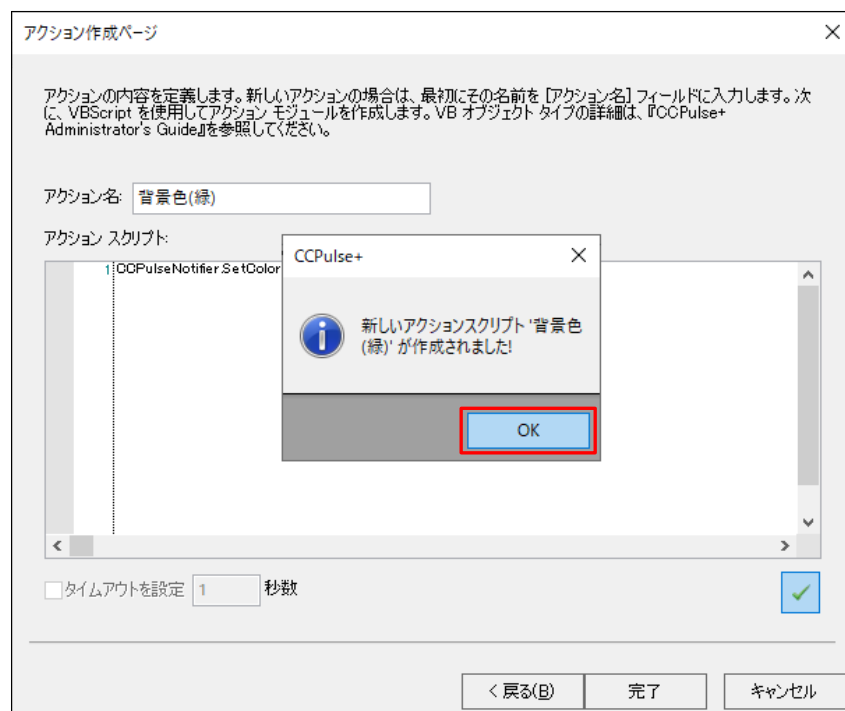 アクション作成ページ
アクションの内容を定義します。新しいアクションの場合は、最初にその名前を [アクション名] フィールドに入力します。次
に、VBScript を使用してアクション モジュールを作成します。VB オブジェクト タイプの詳細は、『CCPulse+
Administrator's Guide』を参照してください。
アクション名: 背景色(緑)
アクション スクリプト:
1 CCPulseNotifier.SetColor
CCPulse+
新しいアクションスクリプト '背景色
(緑)' が作成されました!
OK
タイムアウトを設定 1 秒数
< 戻る(B) 完了 キャンセル